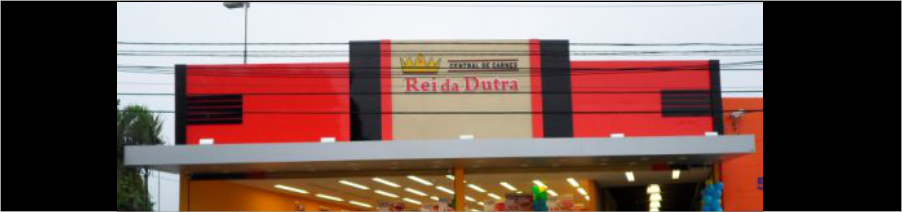 CENTRAL DE CARNES
Rei da Dutra